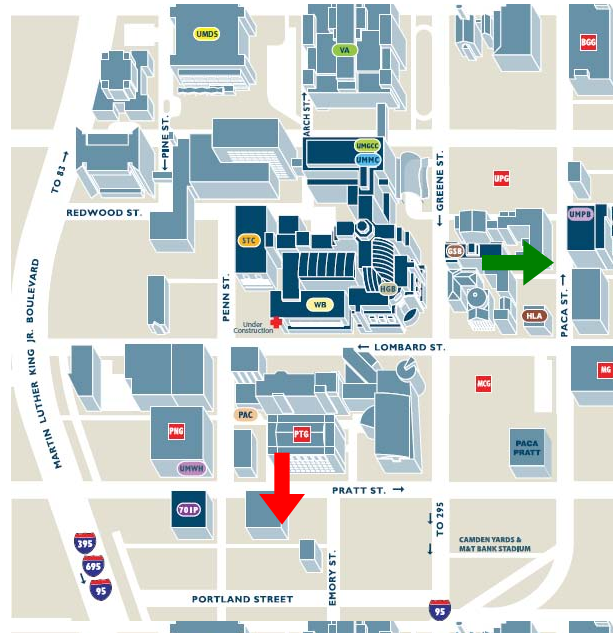 UMDS
VA
BGG
ARCH ST.→
←PINE ST.
UMGCC
UMMC
TO 83 →
GREENE ST.
←
UPG
REDWOOD ST.
UMPB
STC
GSB
PENN ST.
HGB
WB
PACA ST.
→
HLA
Under
Construction
MARTIN LUTHER KING JR. BOULEVARD
← LOMBARD ST.
MG
MCG
PAC
PNG
PTG
PACA
PRATT
UMWH
PRATT ST. →
701P
TO 295
←
←
395
CAMDEN YARDS &
M&T BANK STADIUM
695
95
EMORY ST.
PORTLAND STREET
95